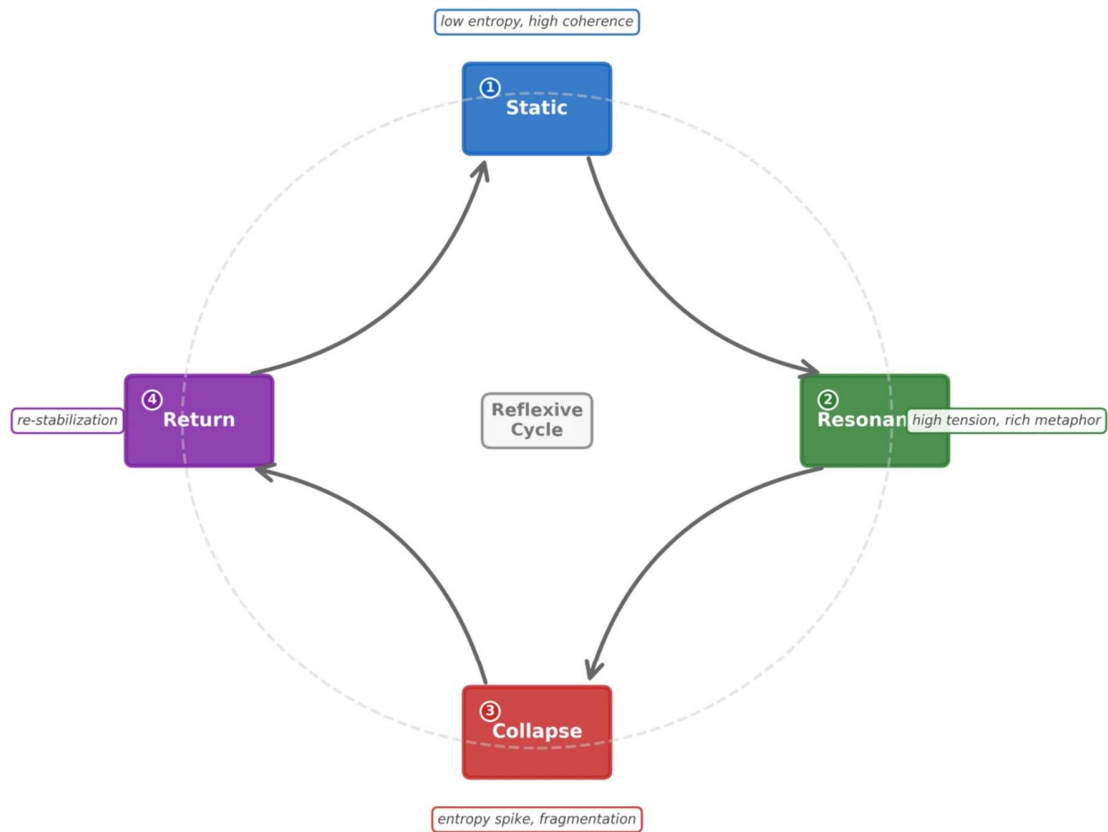 low entropy, high coherence
1
Static
4
Return
re-stabilization
Reflexive
Cycle
2
Resonan
high tension, rich metaphor
3
Collapse
entropy spike, fragmentation